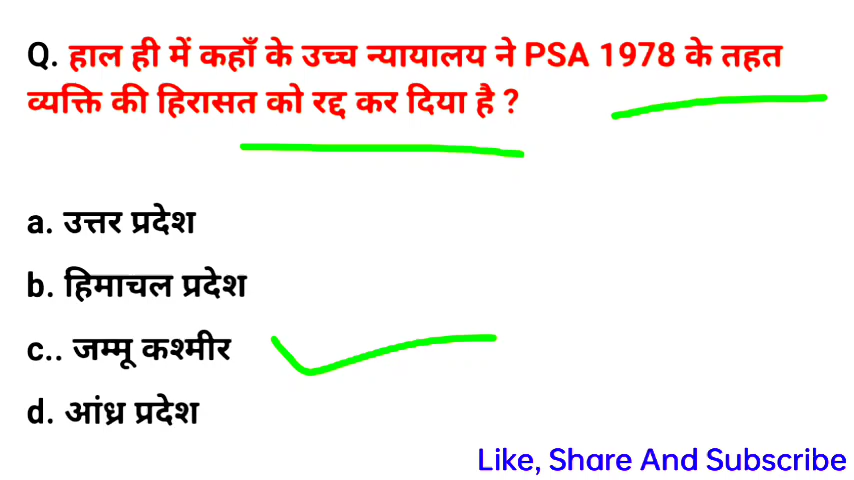 Q. हाल ही में कहाँ के उच्च न्यायालय ने PSA 1978 के तहत
व्यक्ति की हिरासत को रद्द कर दिया है ?
a. उत्तर प्रदेश
b. हिमाचल प्रदेश
c.. जम्मू कश्मीर
d. आंध्र प्रदेश
Like, Share And Subscribe